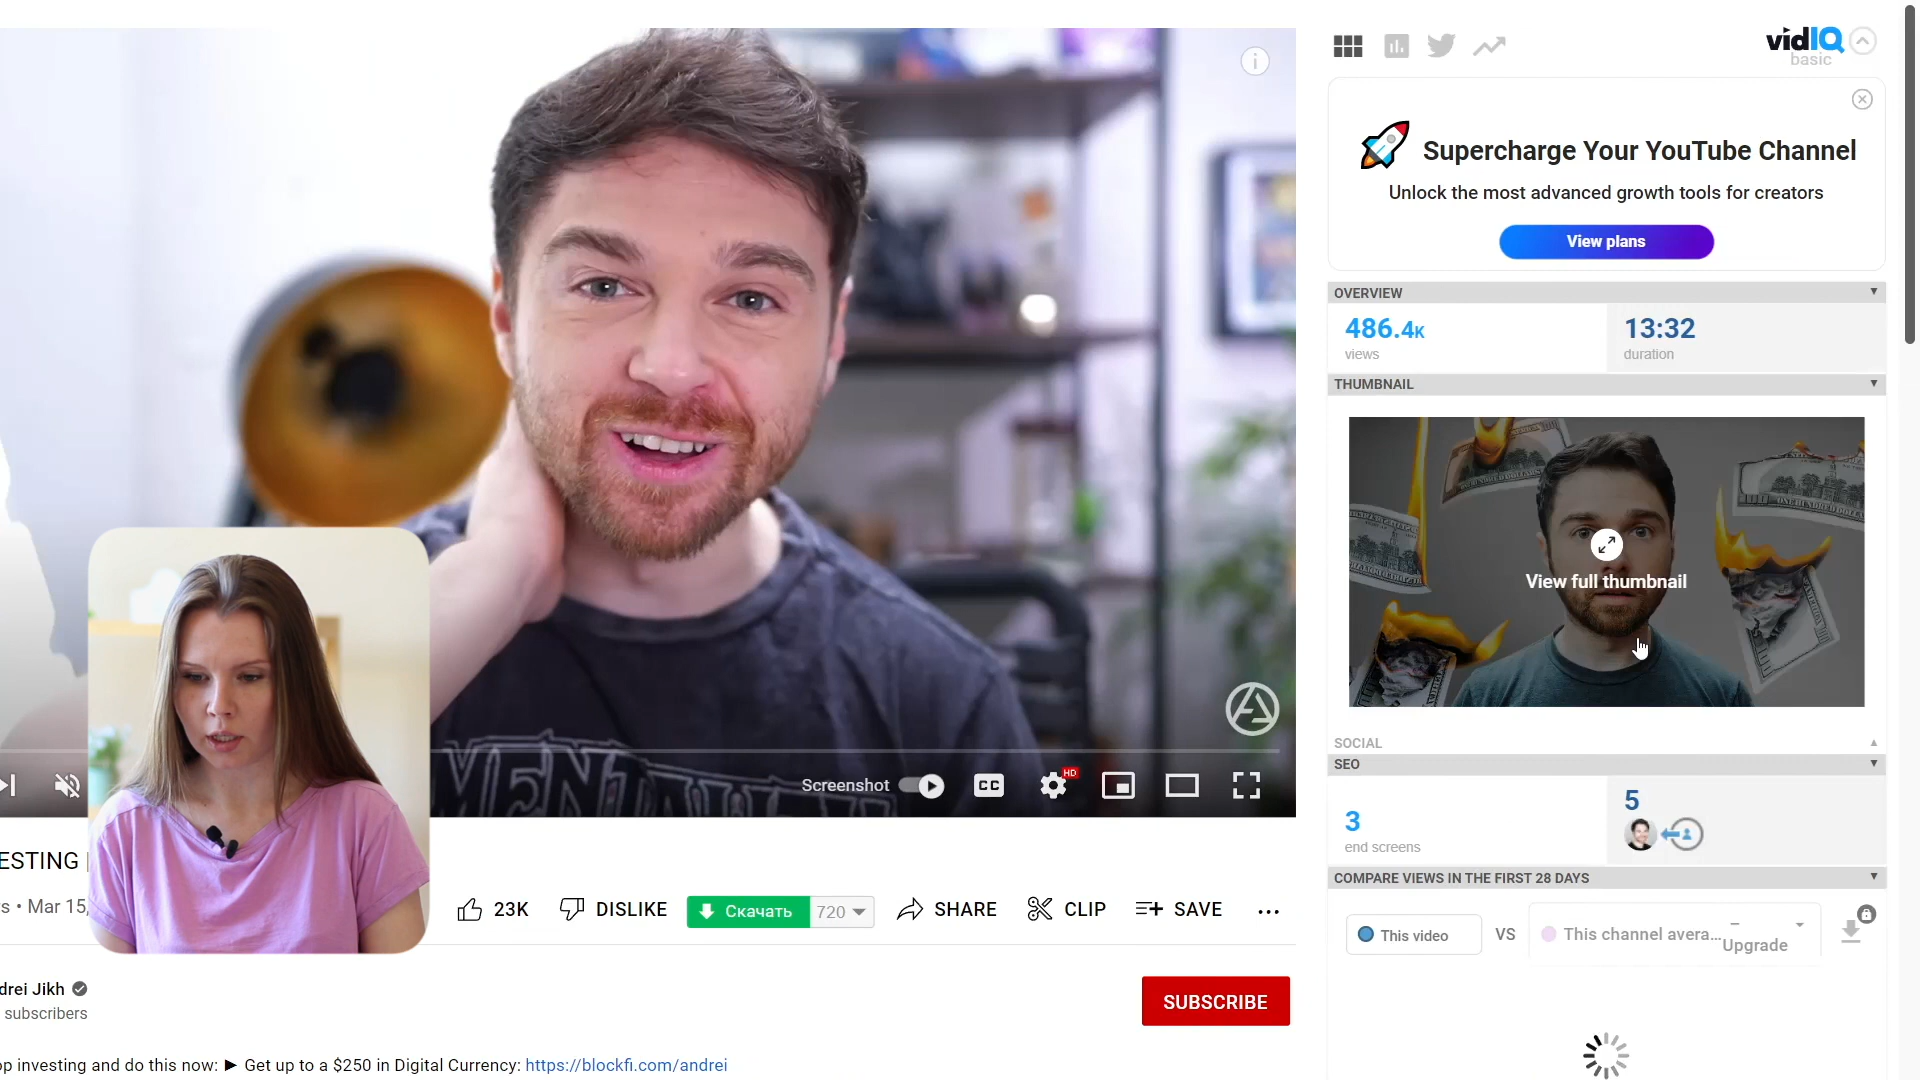 vidIQ
basic
Supercharge Your YouTube Channel
Unlock the most advanced growth tools for creators
View plans
OVERVIEW
486.4K
views
13:32
duration
THUMBNAIL
View full thumbnail
SOCIAL
SEO
3
end screens
5
COMPARE VIEWS IN THE FIRST 28 DAYS
This video
VS
This channel avera...
– Upgrade
Screenshot
CC
HD
ESTING
s • Mar 15,
23K
DISLIKE
Скачать
720
SHARE
CLIP
SAVE
drei Jikh
subscribers
SUBSCRIBE
op investing and do this now: ► Get up to a $250 in Digital Currency: https://blockfi.com/andrei